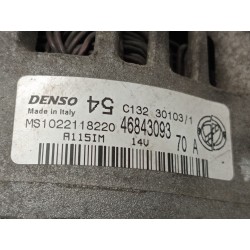 DENSO 54 C132 30103/1
Made in Italy
MS1022118220 46843093 70 A
A115IM 14V